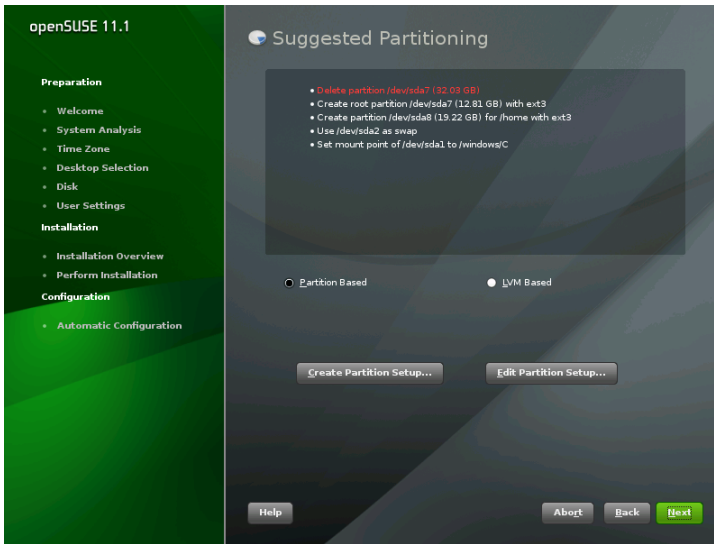 openSUSE 11.1
Preparation
Welcome
System Analysis
Time Zone
Desktop Selection
Disk
User Settings
Installation
Installation Overview
Perform Installation
Configuration
Automatic Configuration
Suggested Partitioning
• Delete partition /dev/sda7 (32.03 GB)
• Create root partition /dev/sda7 (12.81 GB) with ext3
• Create partition /dev/sda8 (19.22 GB) for /home with ext3
• Use /dev/sda2 as swap
• Set mount point of /dev/sda1 to /windows/C
Partition Based
LVM Based
Create Partition Setup...
Edit Partition Setup...
Help
Abort
Back
Next